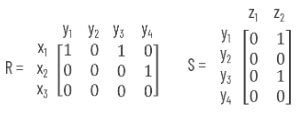 y₁ y₂ y₃ y₄
R = x₁ [1 0 1 0]
x₂ [0 0 0 1]
x₃ [0 0 0 0]
z₁ z₂
S = y₁ [0 1]
y₂ [0 0]
y₃ [0 1]
y₄ [0 0]